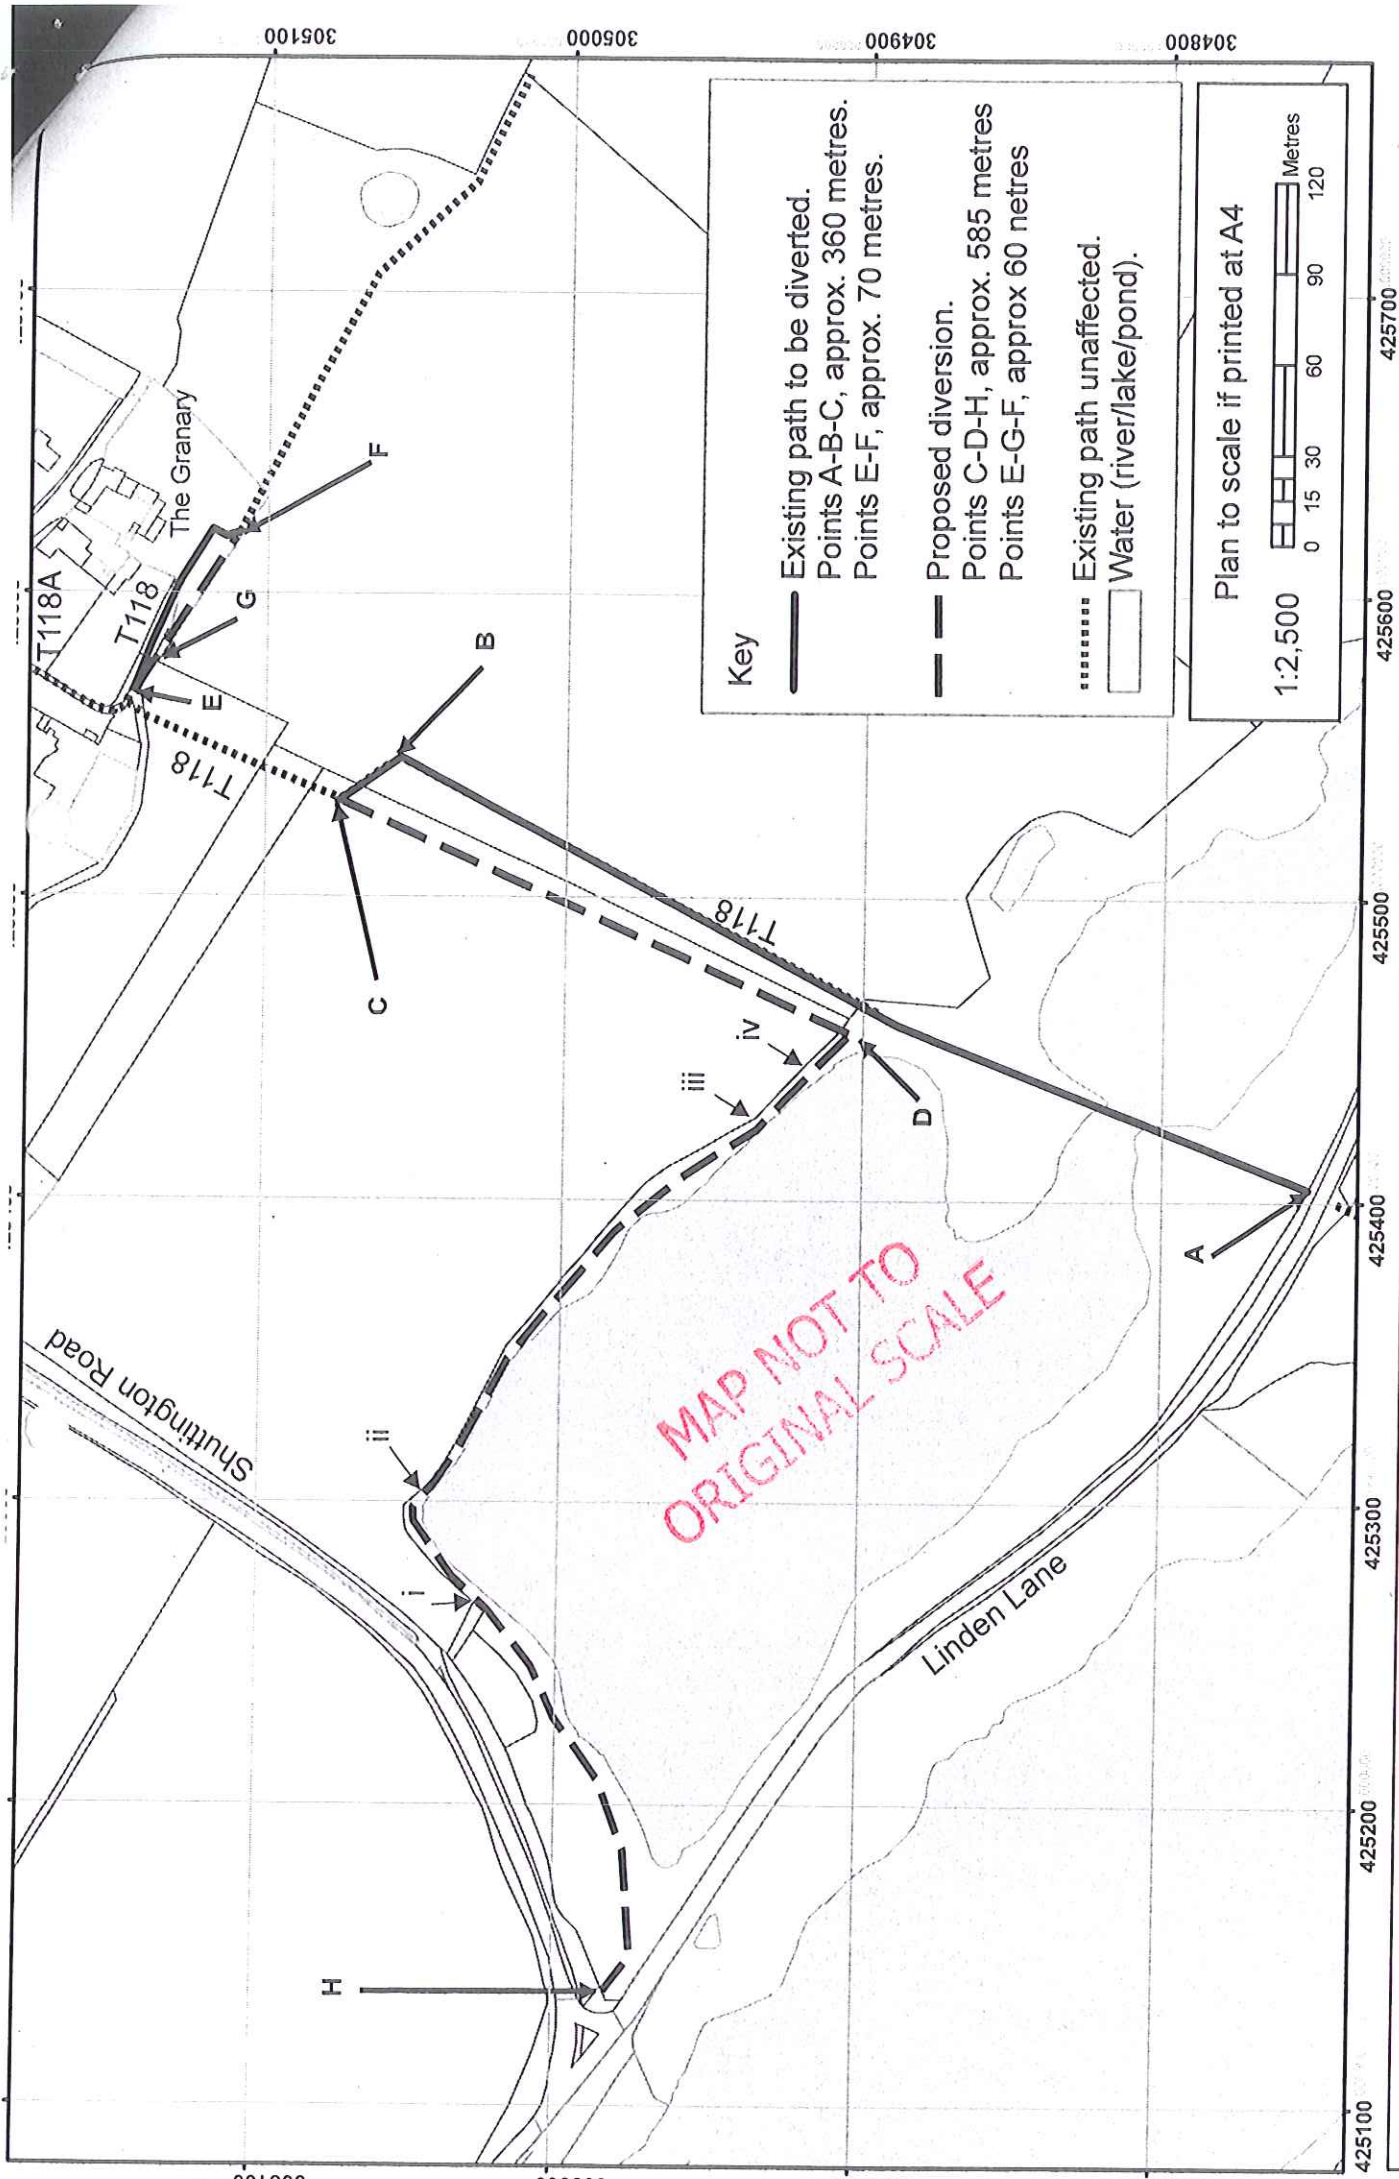 Shuttington Road
T118A
T118
The Granary
E
G
F
T118
C
B
T118
H
i
ii
iii
iv
D
A
Linden Lane
MAP NOT TO
ORIGINAL SCALE
Key
Existing path to be diverted.
Points A-B-C, approx. 360 metres.
Points E-F, approx. 70 metres.
Proposed diversion.
Points C-D-H, approx. 585 metres
Points E-G-F, approx 60 netres
Existing path unaffected.
Water (river/lake/pond).
Plan to scale if printed at A4
1:2,500
0 15 30 60 90 120
Metres
305100
305000
304900
304800
425100
425200
425300
425400
425500
425600
425700